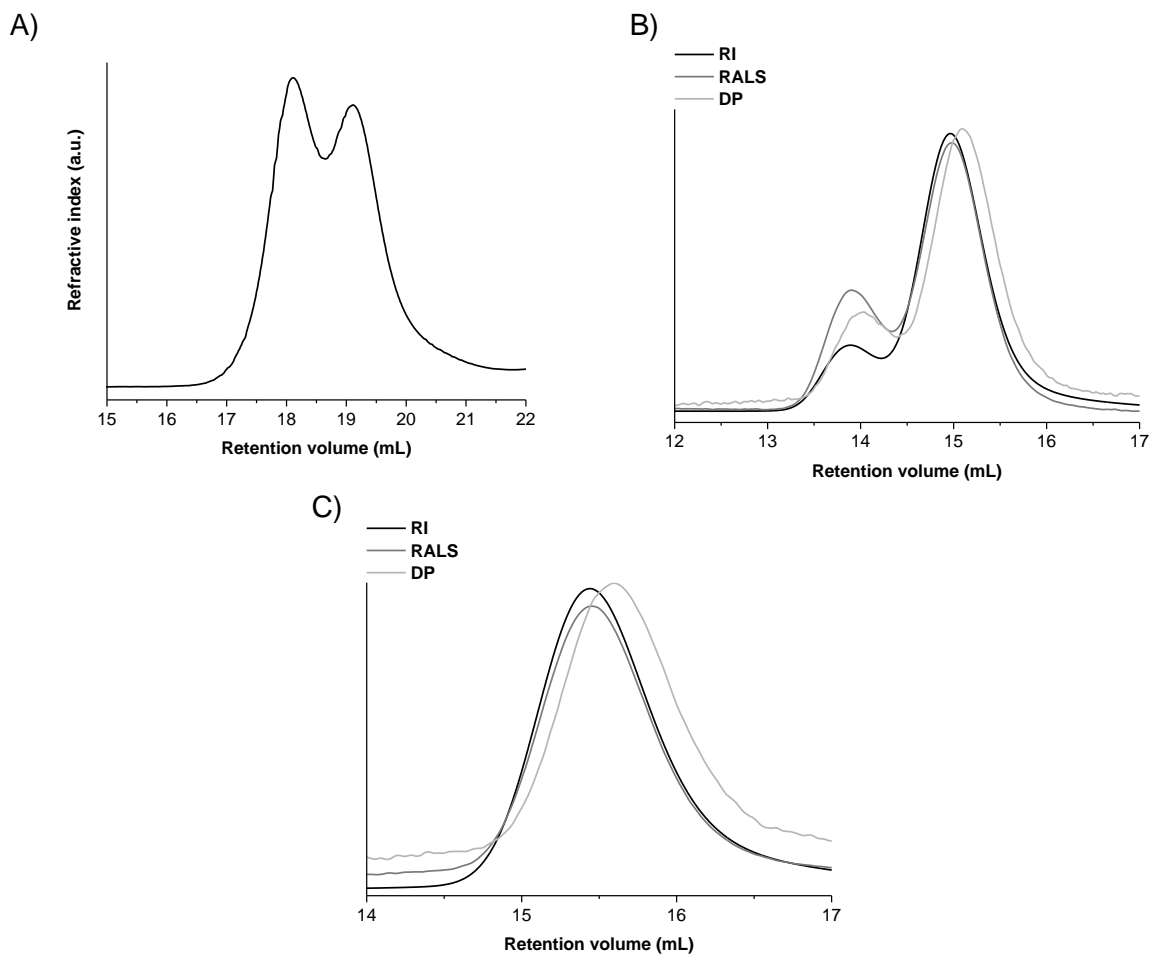 A)
Refractive index (a.u.)
15 16 17 18 19 20 21 22
Retention volume (mL)
B)
RI
RALS
DP
12 13 14 15 16 17
Retention volume (mL)
C)
RI
RALS
DP
14 15 16 17
Retention volume (mL)